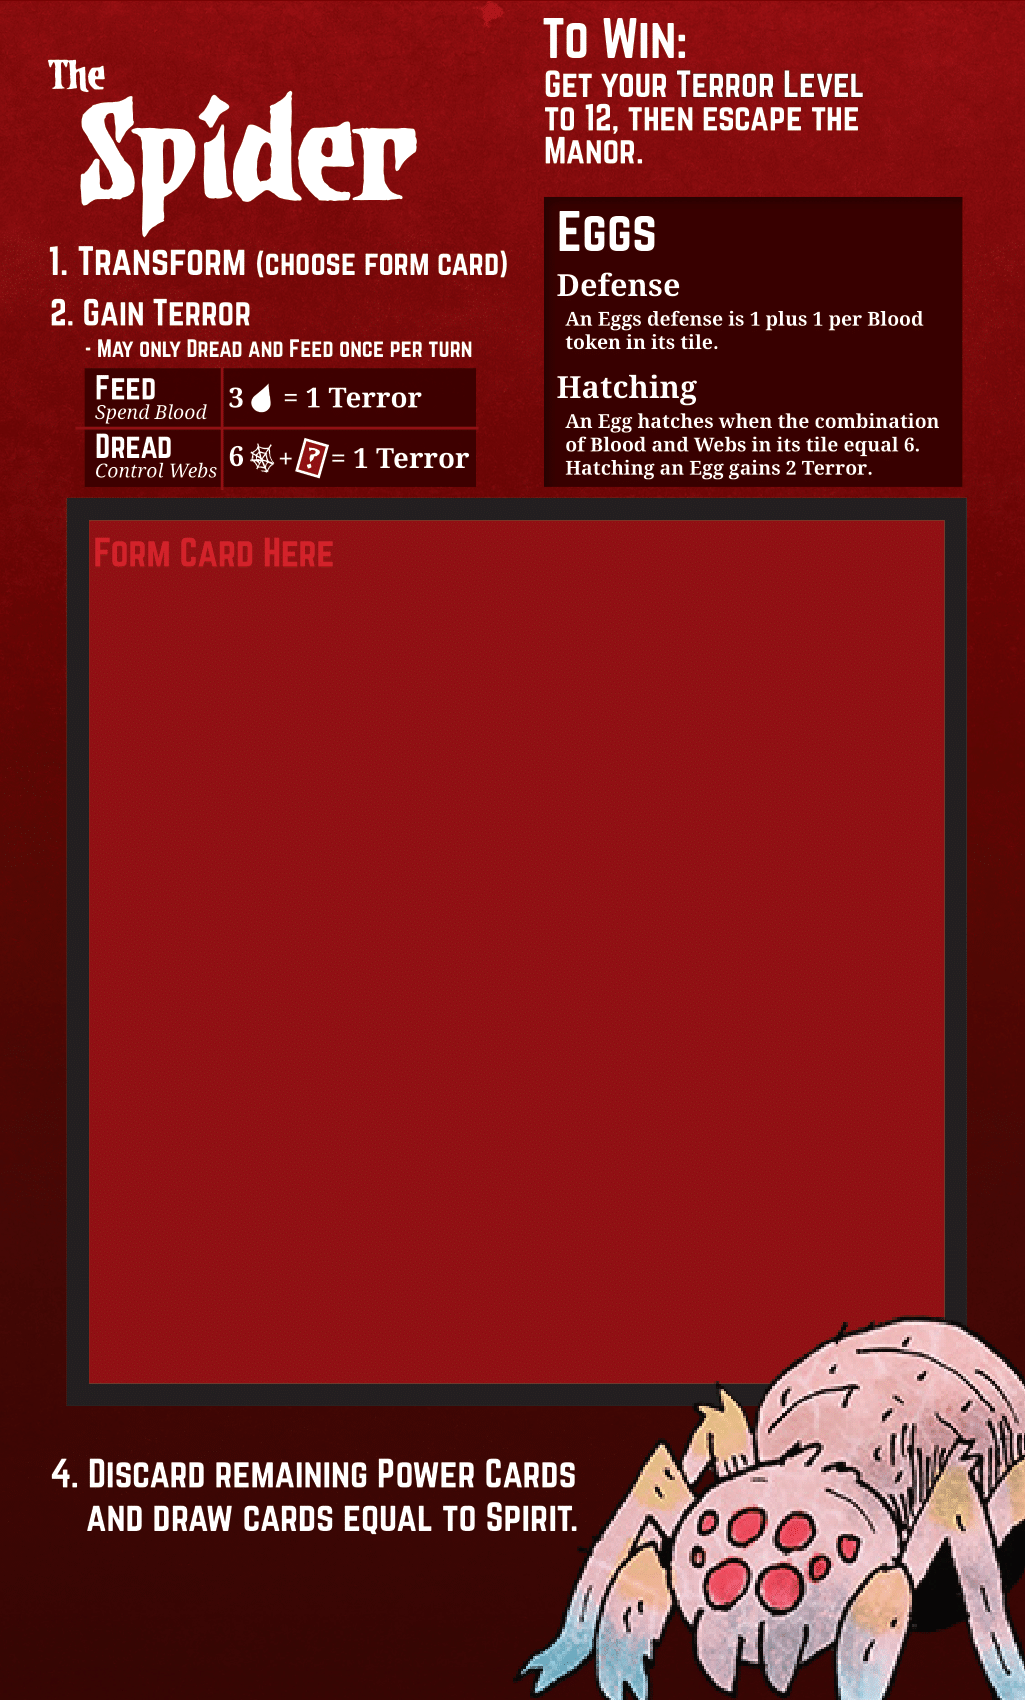 The
Spider
1. Transform (choose form card)
2. Gain Terror
- May only Dread and Feed once per turn
Feed
Spend Blood
3 = 1 Terror
Dread
Control Webs
6 + ? = 1 Terror
To Win:
Get your Terror Level
to 12, then escape the
Manor.
Eggs
Defense
An Eggs defense is 1 plus 1 per Blood
token in its tile.
Hatching
An Egg hatches when the combination
of Blood and Webs in its tile equal 6.
Hatching an Egg gains 2 Terror.
Form Card Here
4. Discard remaining Power Cards
and draw cards equal to Spirit.